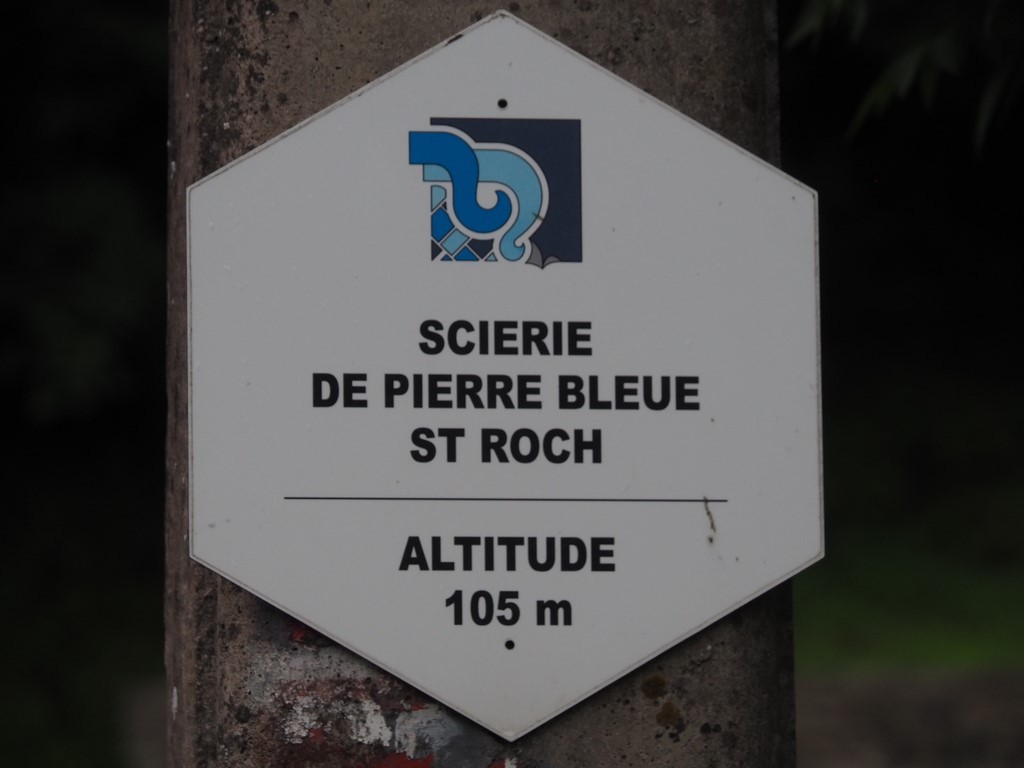 SCIERIE
DE PIERRE BLEUE
ST ROCH
ALTITUDE
105 m